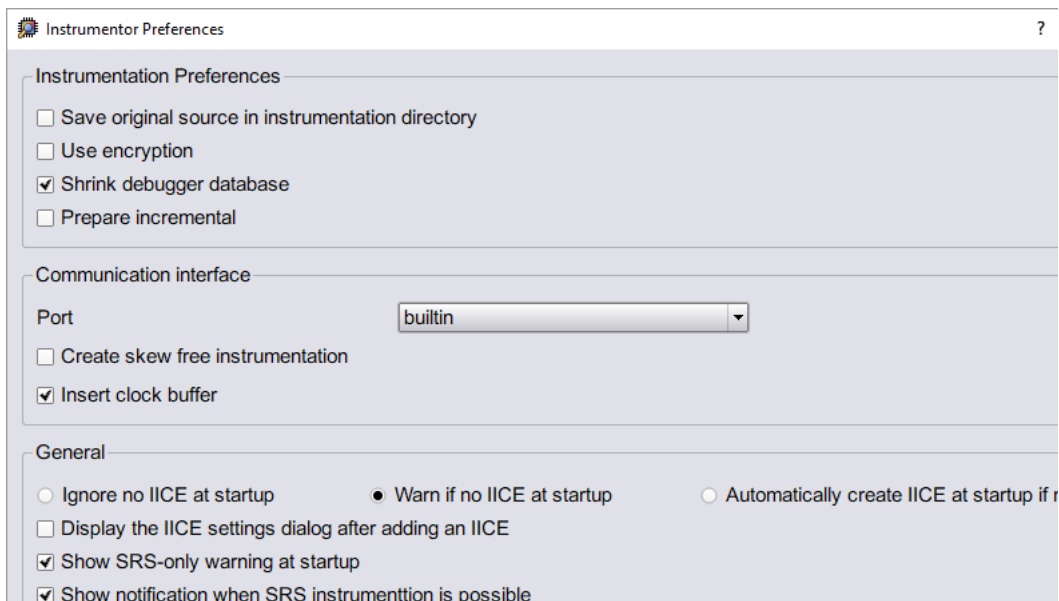 Instrumentor Preferences ?
Instrumentation Preferences
Save original source in instrumentation directory
Use encryption
Shrink debugger database
Prepare incremental
Communication interface
Port builtin
Create skew free instrumentation
Insert clock buffer
General
Ignore no IICE at startup Warn if no IICE at startup Automatically create IICE at startup if
Display the IICE settings dialog after adding an IICE
Show SRS-only warning at startup
Show notification when SRS instrumenttion is possible